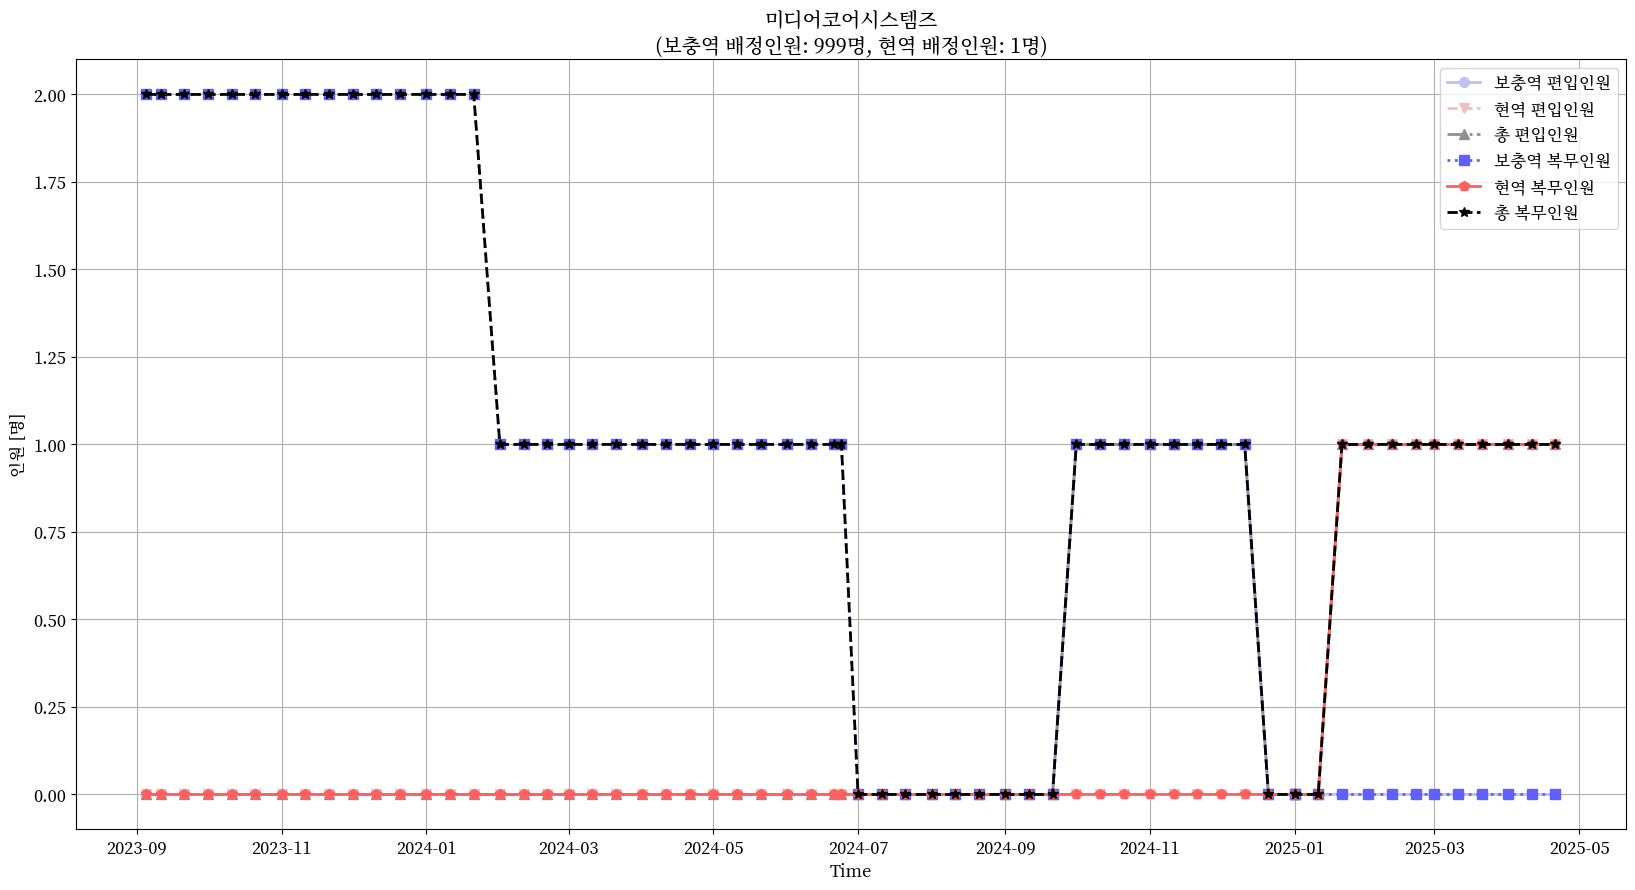 미디어코어시스템즈
(보충역 배정인원: 999명, 현역 배정인원: 1명)
보충역 편입인원
현역 편입인원
총 편입인원
보충역 복무인원
현역 복무인원
총 복무인원
인원 [명]
2.00
1.75
1.50
1.25
1.00
0.75
0.50
0.25
0.00
2023-09 2023-11 2024-01 2024-03 2024-05 2024-07 2024-09 2024-11 2025-01 2025-03 2025-05
Time